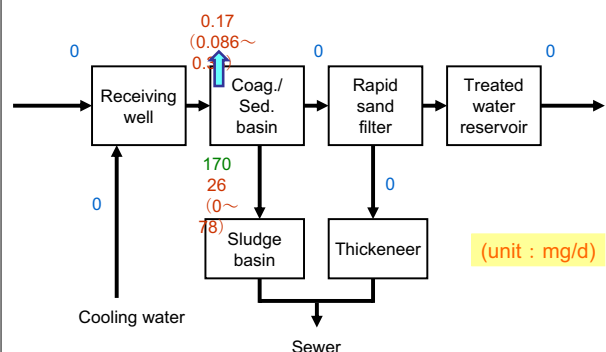 0.17
(0.086～
0
0
0
Receiving
well
Coag./
Sed.
basin
Rapid
sand
filter
Treated
water
reservoir
170
26
(0～
78)
0
0
Sludge
basin
Thickeneer
(unit : mg/d)
Cooling water
Sewer